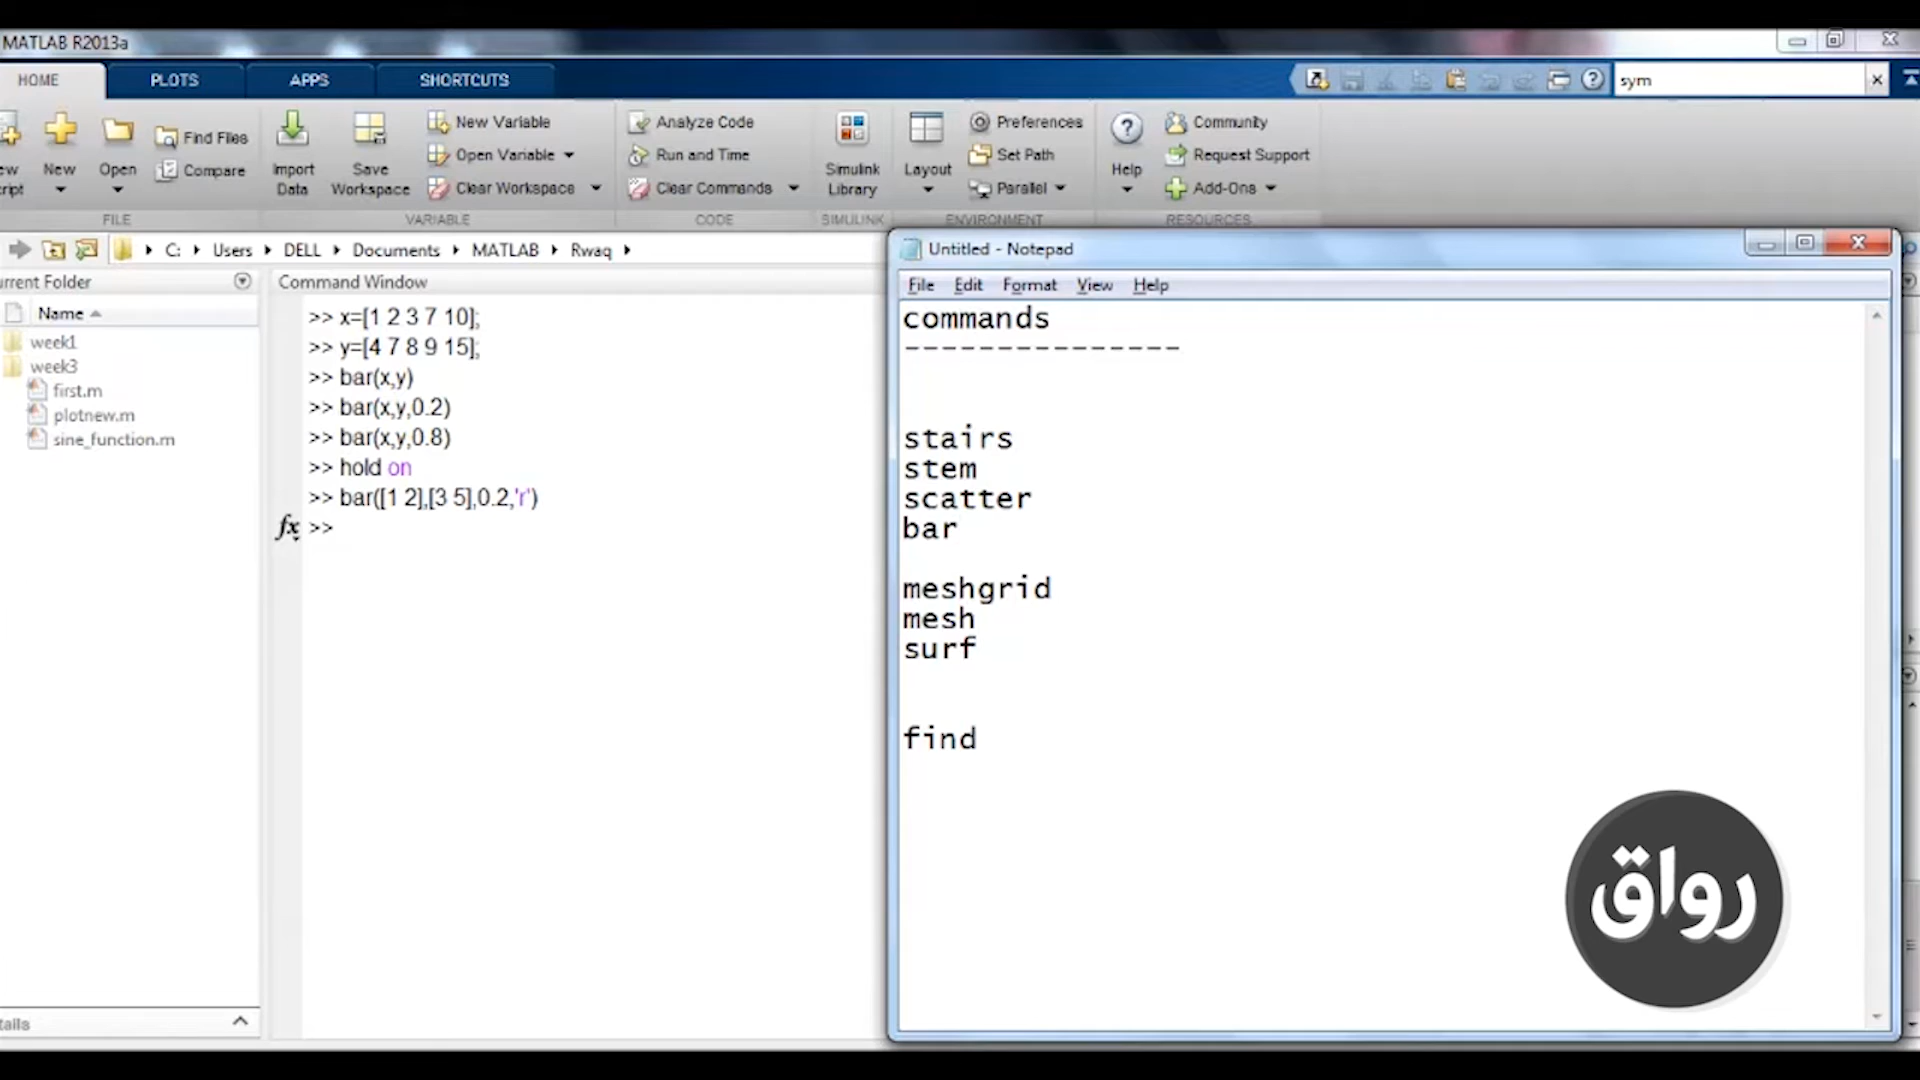 MATLAB R2013a
HOME PLOTS APPS SHORTCUTS sym
New Open Find Files Compare
Import Data Save Workspace
New Variable
Open Variable
Clear Workspace
Analyze Code
Run and Time
Clear Commands
Simulink Library
Layout
Preferences
Set Path
Parallel
Help
Community
Request Support
Add-Ons
FILE VARIABLE CODE SIMULINK ENVIRONMENT RESOURCES
C: Users DELL Documents MATLAB Rwaq
rrent Folder
Name
week1
week3
first.m
plotnew.m
sine_function.m
tails
Command Window
>> x=[1 2 3 7 10];
>> y=[4 7 8 9 15];
>> bar(x,y)
>> bar(x,y,0.2)
>> bar(x,y,0.8)
>> hold on
>> bar([1 2],[3 5],0.2,'r')
fx >>
Untitled - Notepad
File Edit Format View Help
commands
---------------
stairs
stem
scatter
bar
meshgrid
mesh
surf
find
رواق